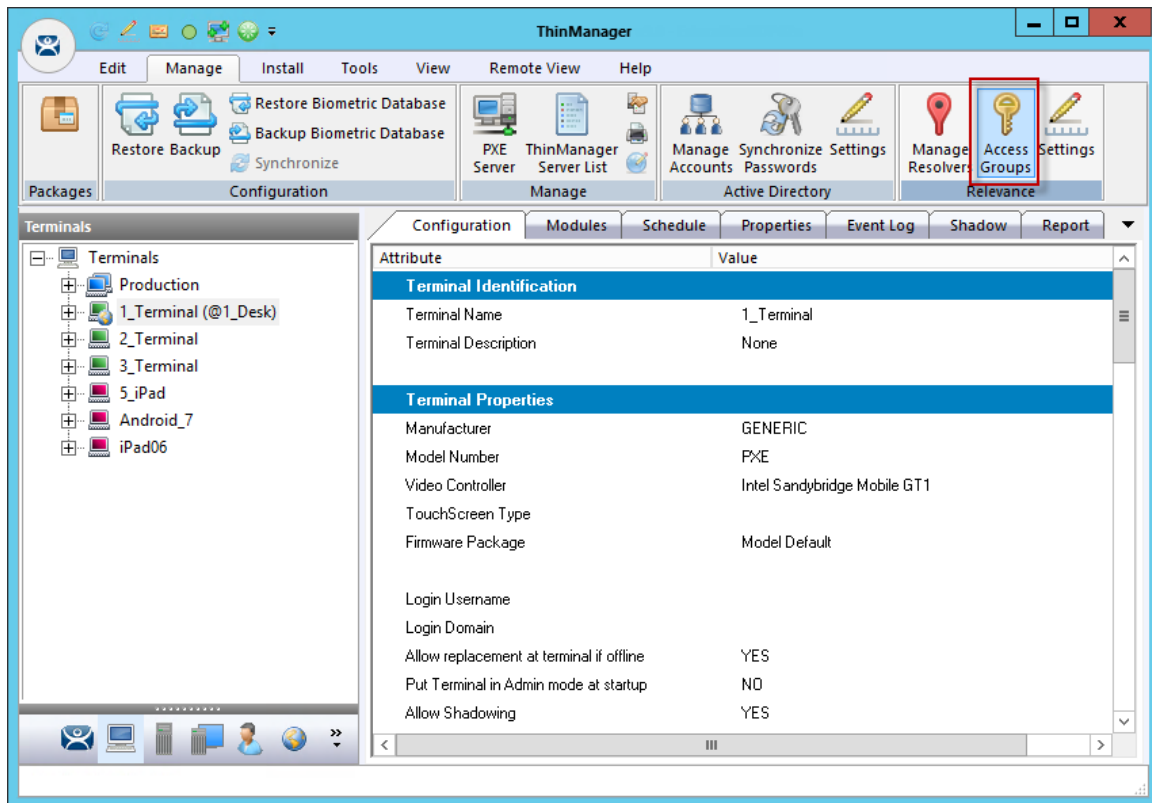 ThinManager
Edit Manage Install Tools View Remote View Help
Restore Biometric Database
Backup Biometric Database
Synchronize
Restore Backup
PXE Server
ThinManager Server List
Manage Accounts
Synchronize Passwords
Settings
Manage Resolvers
Access Groups
Settings
Packages Configuration Manage Active Directory Relevance
Terminals
Terminals
Production
1_Terminal (@1_Desk)
2_Terminal
3_Terminal
5_iPad
Android_7
iPad06
Configuration Modules Schedule Properties Event Log Shadow Report
Attribute Value
Terminal Identification
Terminal Name 1_Terminal
Terminal Description None
Terminal Properties
Manufacturer GENERIC
Model Number PXE
Video Controller Intel Sandybridge Mobile GT1
TouchScreen Type
Firmware Package Model Default
Login Username
Login Domain
Allow replacement at terminal if offline YES
Put Terminal in Admin mode at startup NO
Allow Shadowing YES